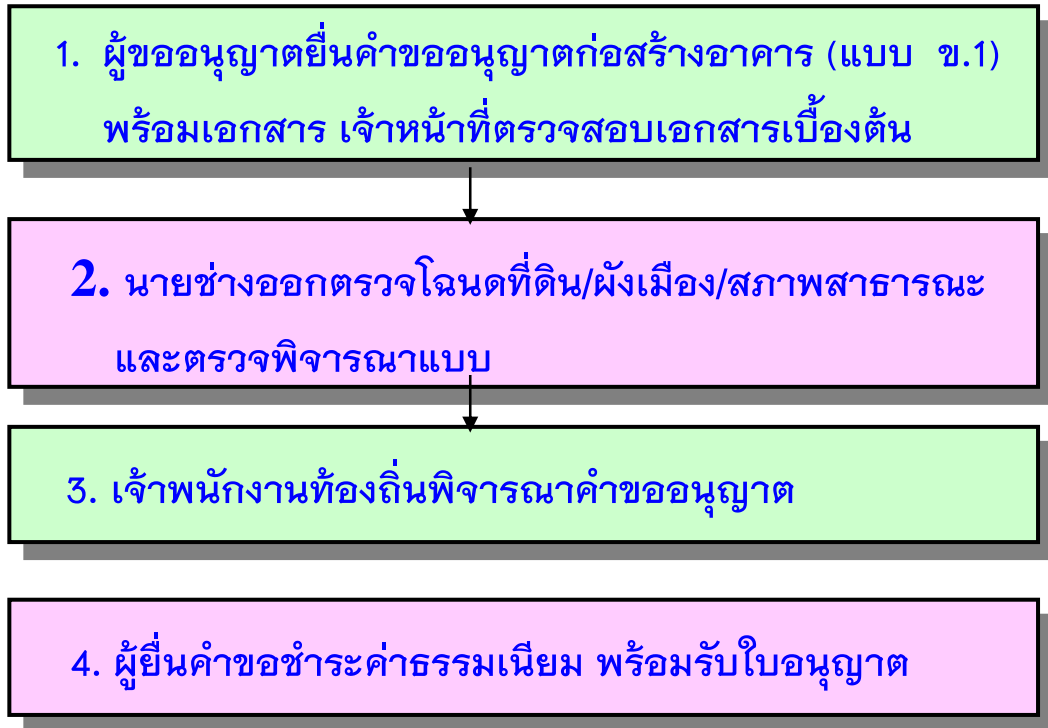 1. ผู้ขออนุญาตยื่นคำขออนุญาตก่อสร้างอาคาร (แบบ ข.1)
พร้อมเอกสาร เจ้าหน้าที่ตรวจสอบเอกสารเบื้องต้น
2. นายช่างออกตรวจโฉนดที่ดิน/ผังเมือง/สภาพสาธารณะ
และตรวจพิจารณาแบบ
3. เจ้าพนักงานท้องถิ่นพิจารณาคำขออนุญาต
4. ผู้ยื่นคำขอชำระค่าธรรมเนียม พร้อมรับใบอนุญาต